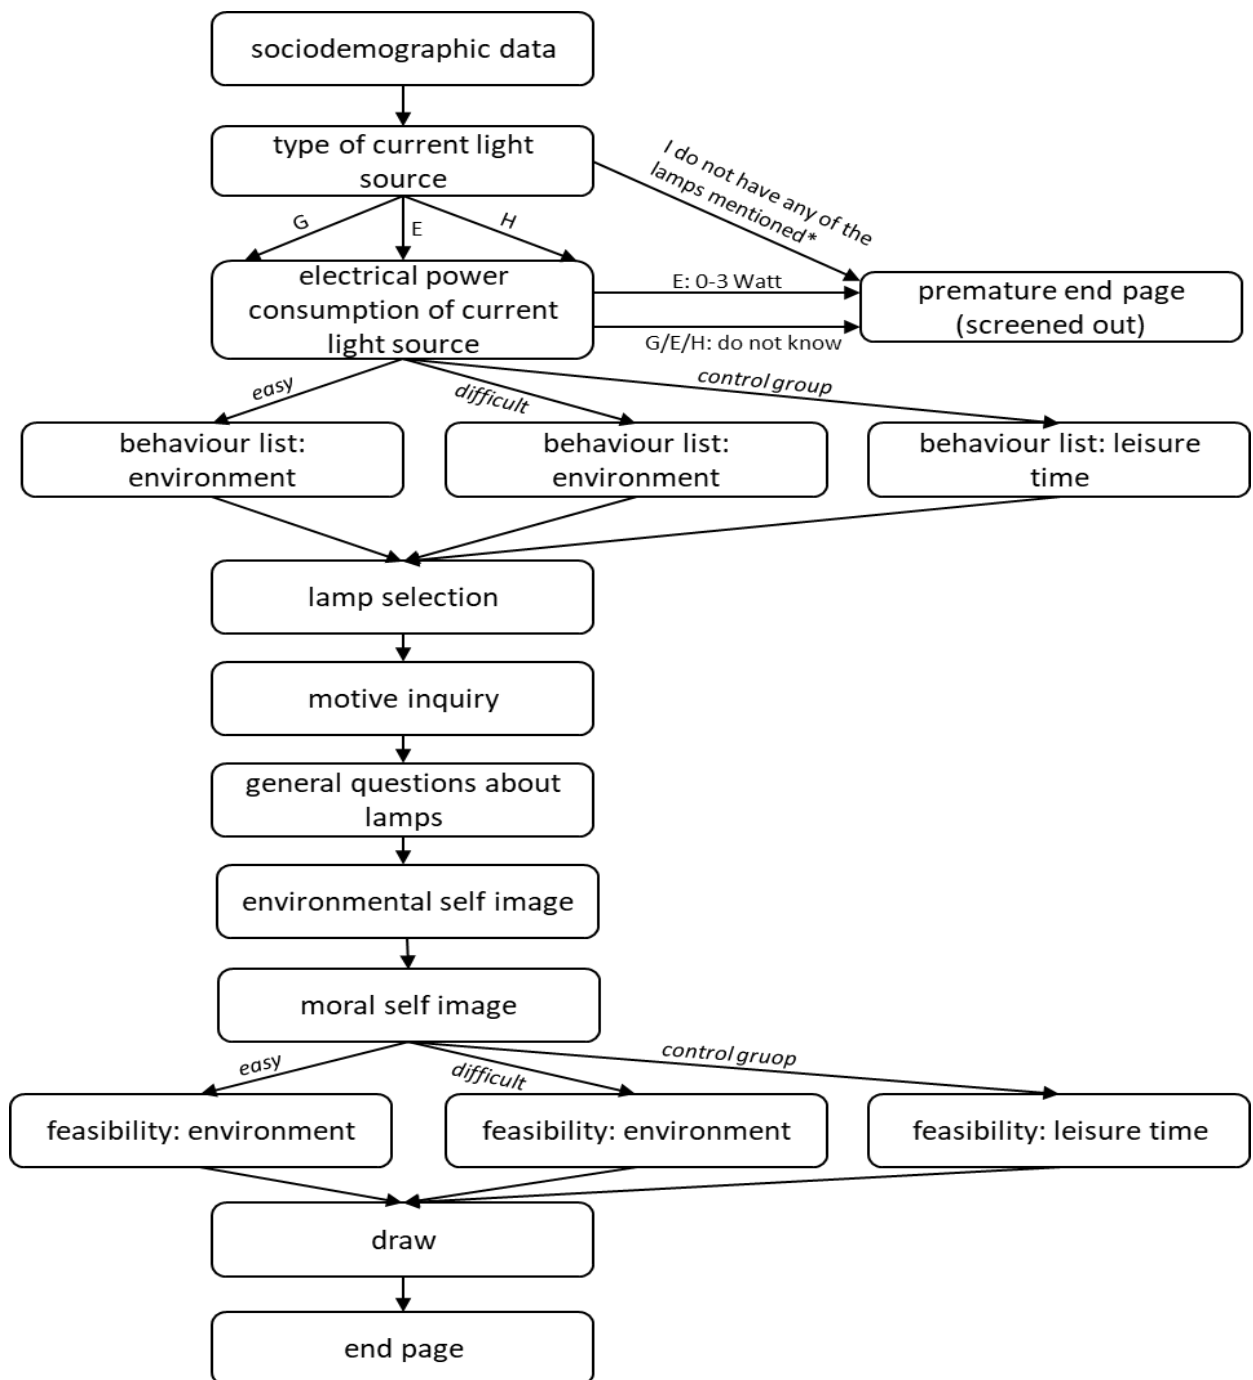 sociodemographic data
type of current light
source
I do not have any of the
lamps mentioned*
G
E
H
electrical power
consumption of current
light source
E: 0-3 Watt
G/E/H: do not know
premature end page
(screened out)
easy
difficult
control group
behaviour list:
environment
behaviour list:
environment
behaviour list: leisure
time
lamp selection
motive inquiry
general questions about
lamps
environmental self image
moral self image
easy
difficult
control gruop
feasibility: environment
feasibility: environment
feasibility: leisure time
draw
end page